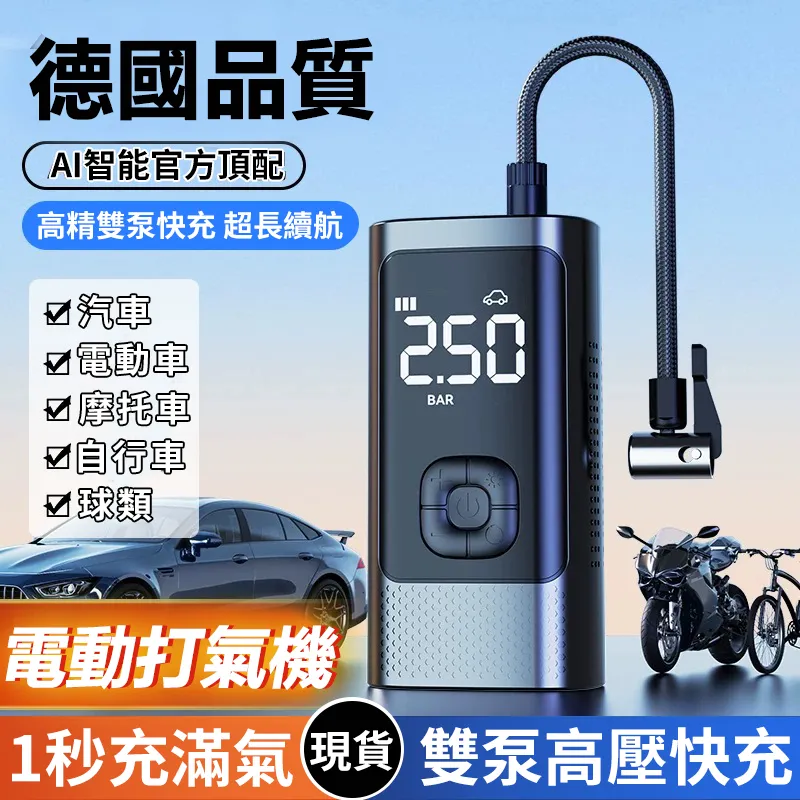 德國品質
AI智能官方頂配
高精雙泵快充 超長續航
汽車
電動車
摩托車
自行車
球類
2.50
BAR
電動打氣機
1秒充滿氣
現貨
雙泵高壓快充